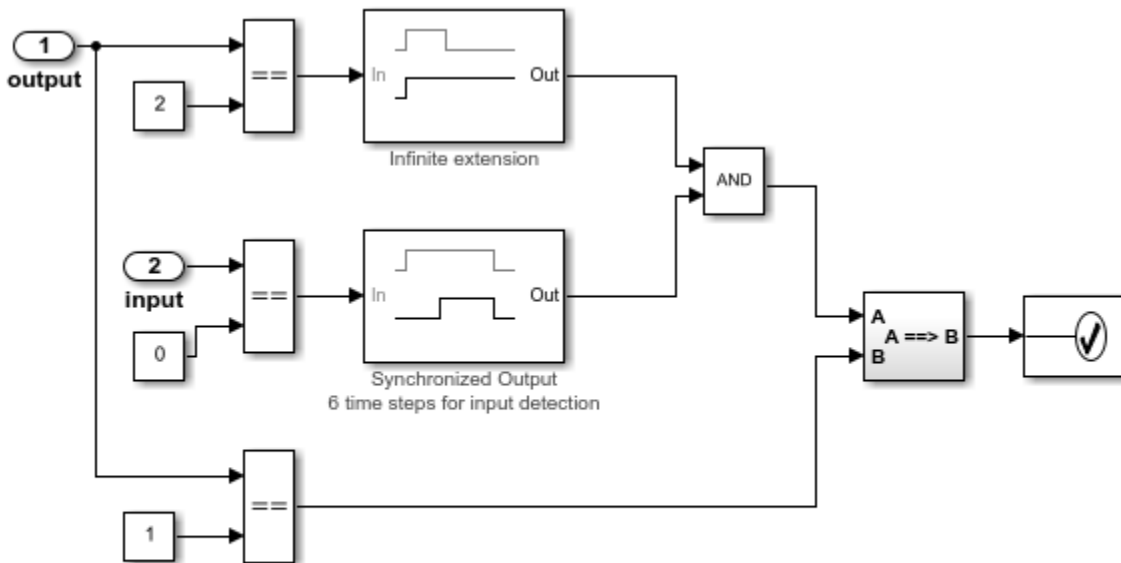 1
output
2
==
In
Out
Infinite extension
AND
2
input
0
==
In
Out
Synchronized Output
6 time steps for input detection
A
A ==> B
B
1
==